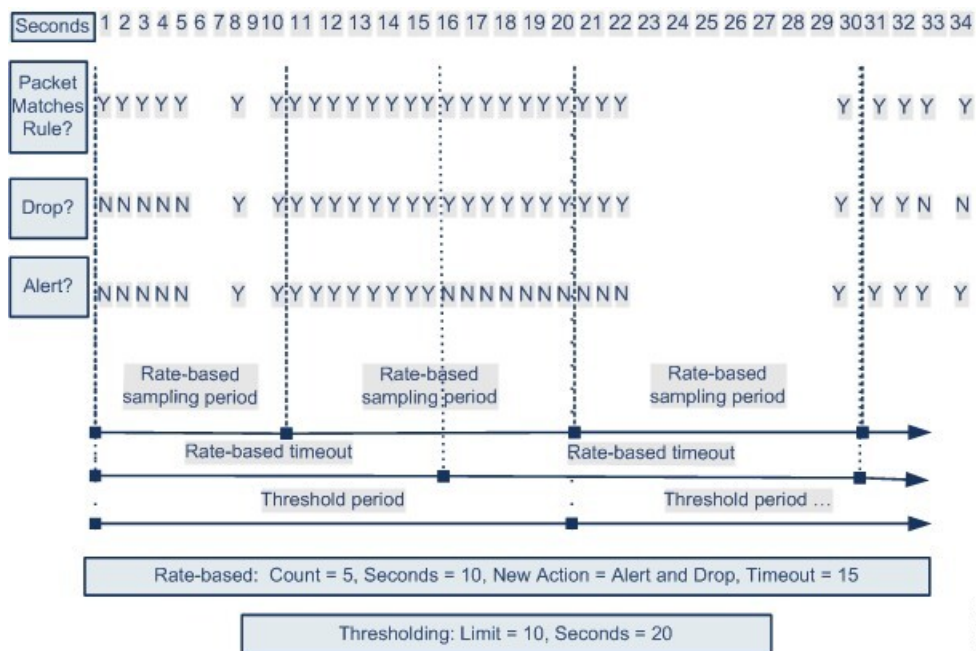 Seconds 1 2 3 4 5 6 7 8 9 10 11 12 13 14 15 16 17 18 19 20 21 22 23 24 25 26 27 28 29 30 31 32 33 34
Packet
Matches
Rule?
Y Y Y Y Y Y Y Y Y Y Y Y Y Y Y Y Y Y Y Y Y Y Y Y Y Y Y Y Y Y
Drop? N N N N N Y Y Y Y Y Y Y Y Y Y Y Y Y Y Y Y Y Y Y Y Y Y Y N N
Alert? N N N N N Y Y Y Y Y Y Y Y Y Y N N N N N N N N N N Y Y Y Y Y
Rate-based
sampling period
Rate-based
sampling period
Rate-based
sampling period
Rate-based timeout
Rate-based timeout
Threshold period
Threshold period ...
Rate-based: Count = 5, Seconds = 10, New Action = Alert and Drop, Timeout = 15
Thresholding: Limit = 10, Seconds = 20